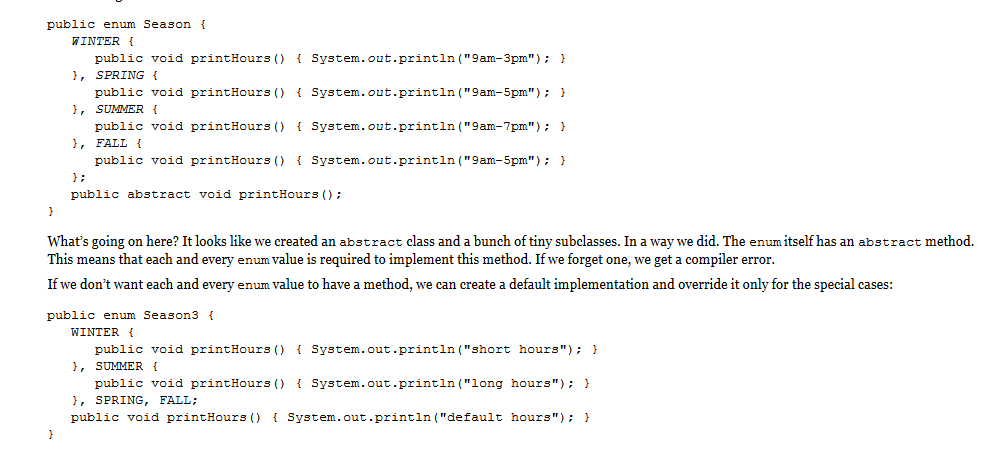 public enum Season {
WINTER {
public void printHours() { System.out.println("9am-3pm"); }
}, SPRING {
public void printHours() { System.out.println("9am-5pm"); }
}, SUMMER {
public void printHours() { System.out.println("9am-7pm"); }
}, FALL {
public void printHours() { System.out.println("9am-5pm"); }
};
public abstract void printHours();
}
What's going on here? It looks like we created an abstract class and a bunch of tiny subclasses. In a way we did. The enum itself has an abstract method.
This means that each and every enum value is required to implement this method. If we forget one, we get a compiler error.
If we don't want each and every enum value to have a method, we can create a default implementation and override it only for the special cases:
public enum Season3 {
WINTER {
public void printHours() { System.out.println("short hours"); }
}, SUMMER {
public void printHours() { System.out.println("long hours"); }
}, SPRING, FALL;
public void printHours() { System.out.println("default hours"); }
}